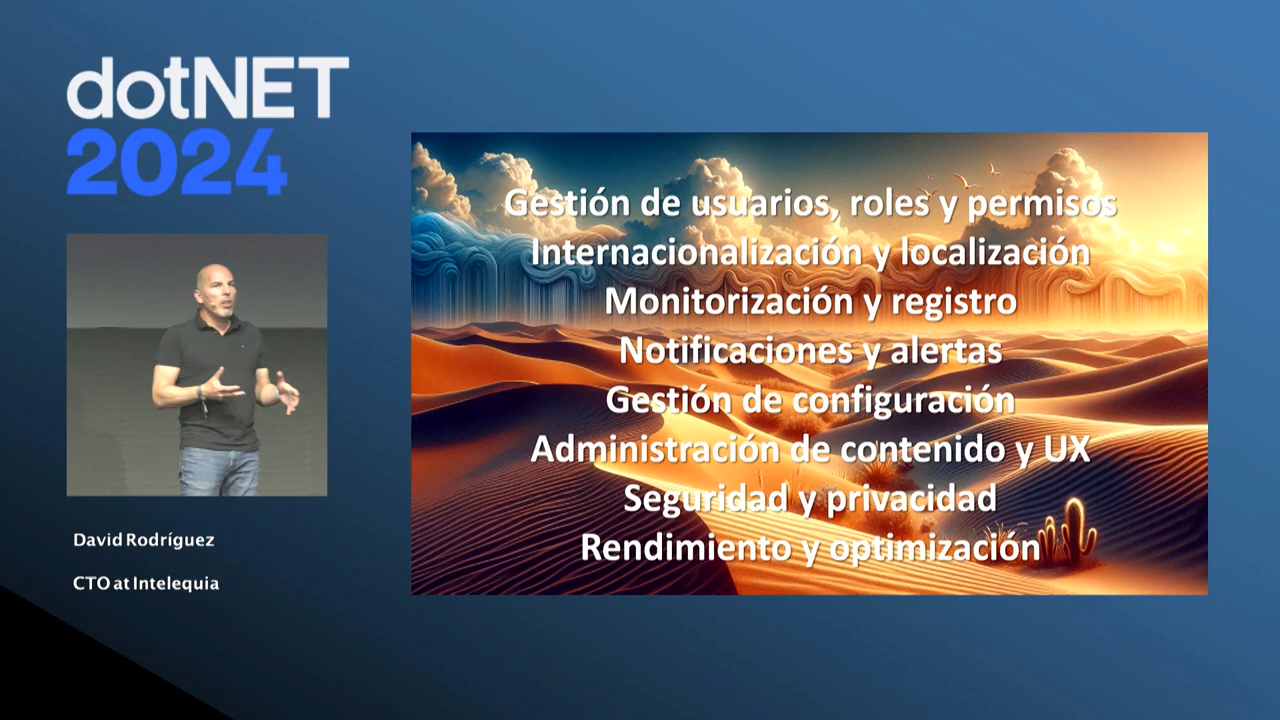 dotNET
2024
Gestión de usuarios, roles y permisos
Internacionalización y localización
Monitorización y registro
Notificaciones y alertas
Gestión de configuración
Administración de contenido y UX
Seguridad y privacidad
Rendimiento y optimización
David Rodríguez
CTO at Intelequia